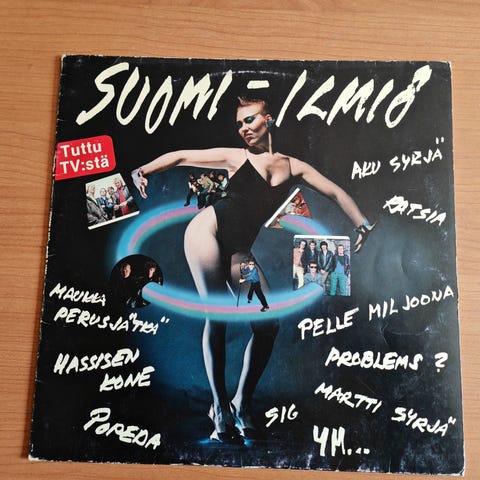 SUOMI-ILMIÖ
Tuttu
TV:stä
AKU SYRJÄ
RATSIA
MAUKKA
PERUSJÄTKÄ
PELLE MILJOONA
HASSISEN
KONE
PROBLEMS?
MARTTI SYRJÄ
POPEDA
SIG
YM...